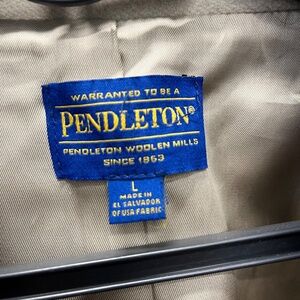 WARRANTED TO BE A
PENDLETON®
PENDLETON WOOLEN MILLS
SINCE 1863
L
MADE IN
EL SALVADOR
OF USA FABRIC